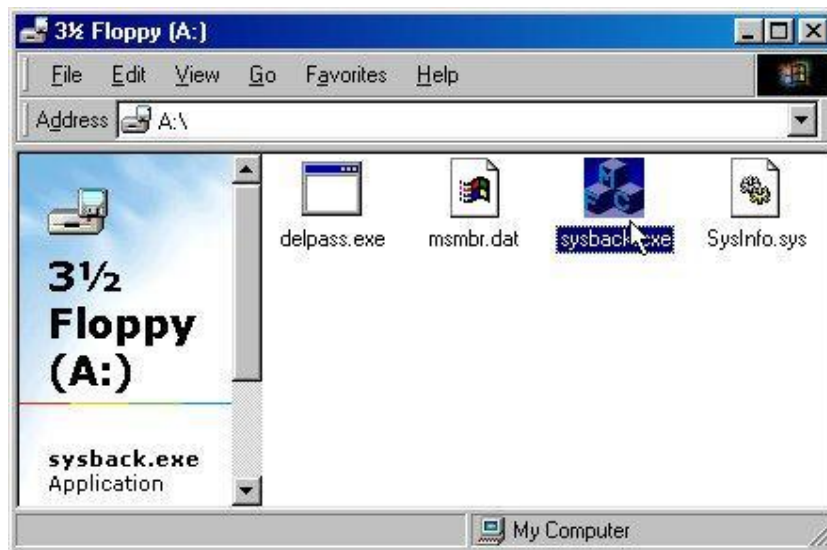 3½ Floppy (A:)
File Edit View Go Favorites Help
Address A:\
delpass.exe msmbr.dat sysback.exe SysInfo.sys
3½
Floppy
(A:)
sysback.exe
Application
My Computer